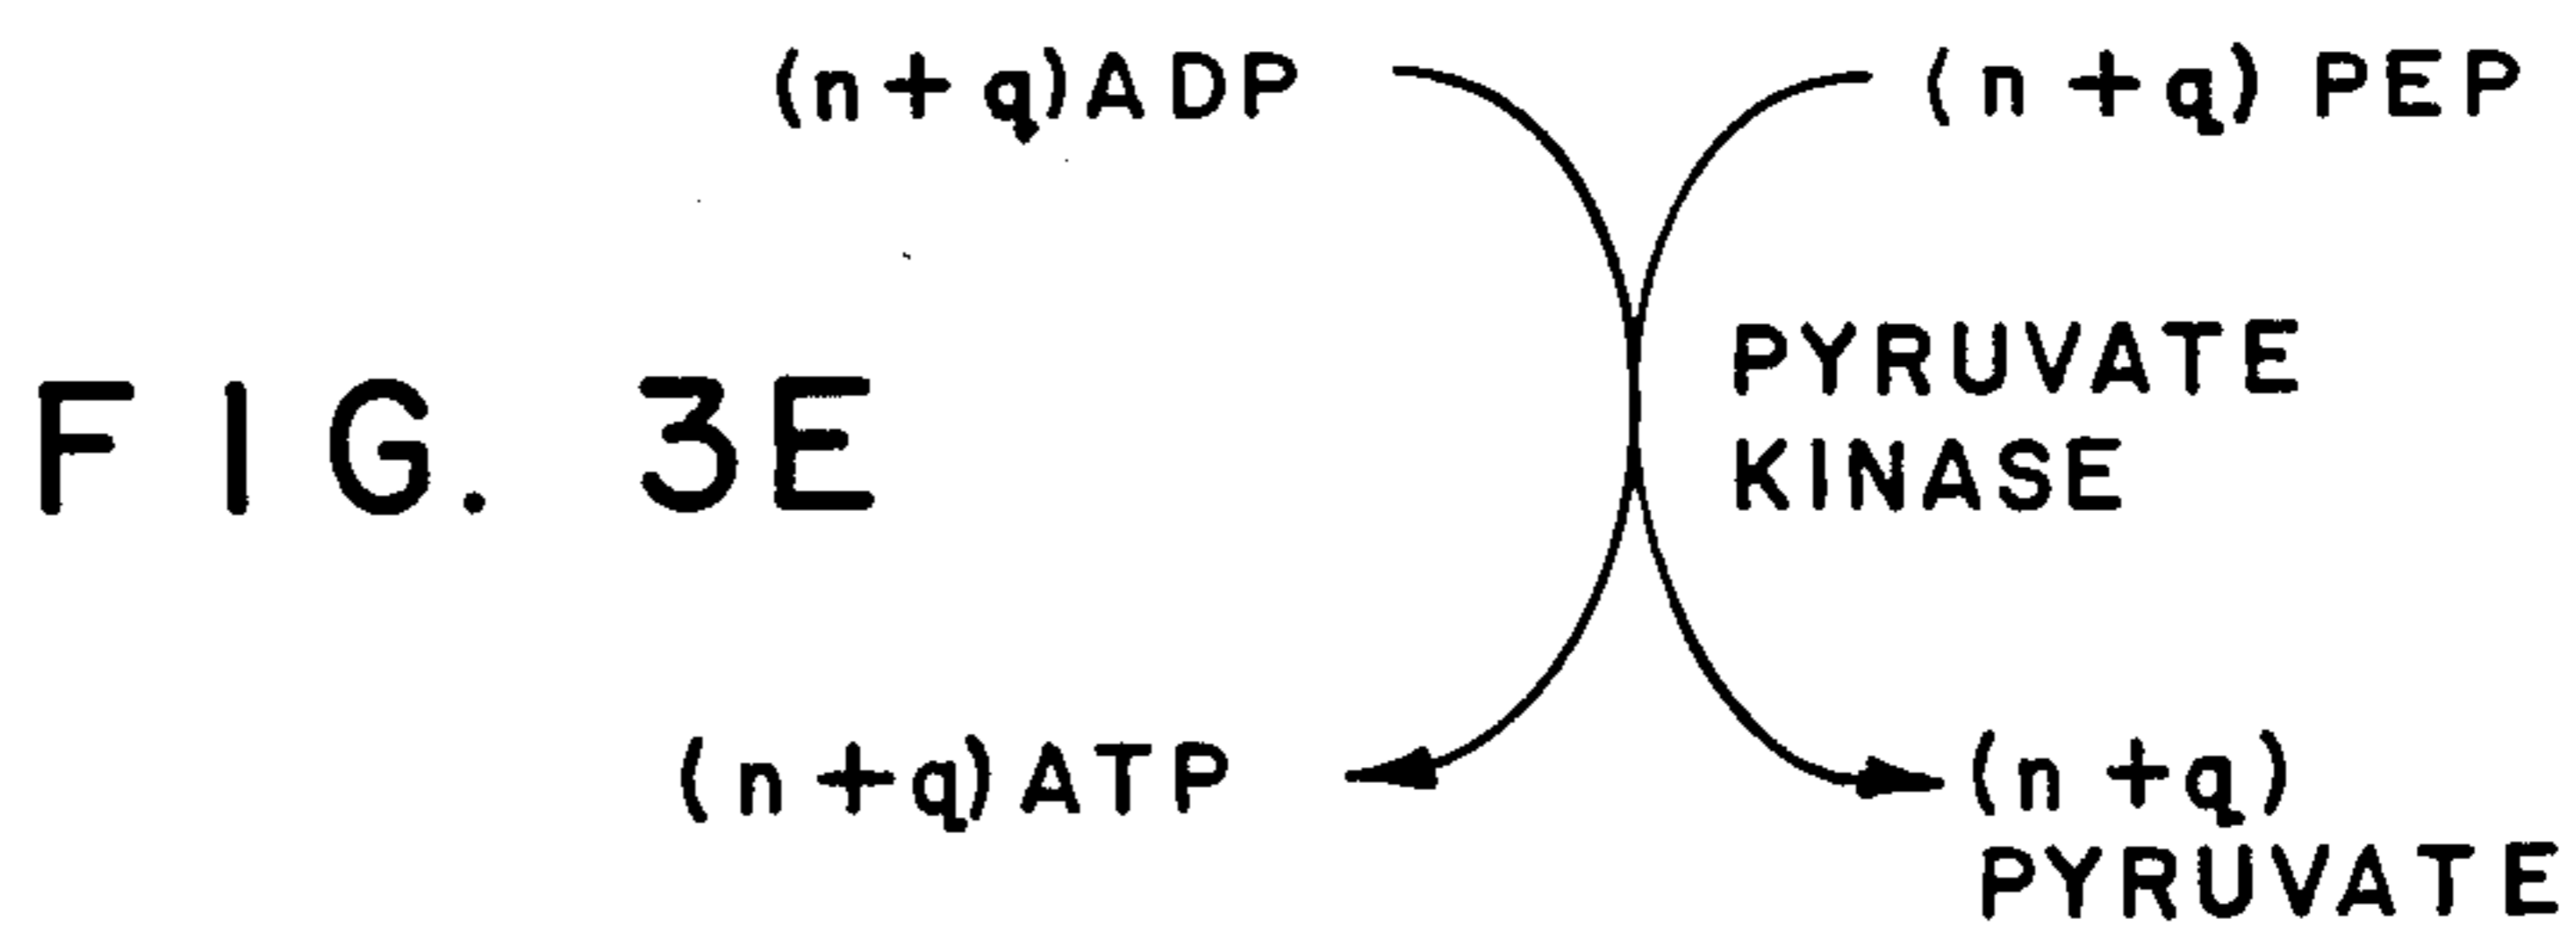 (n+q)ADP
(n+q) PEP
PYRUVATE
KINASE
FIG. 3E
(n+q)ATP
(n+q)
PYRUVATE